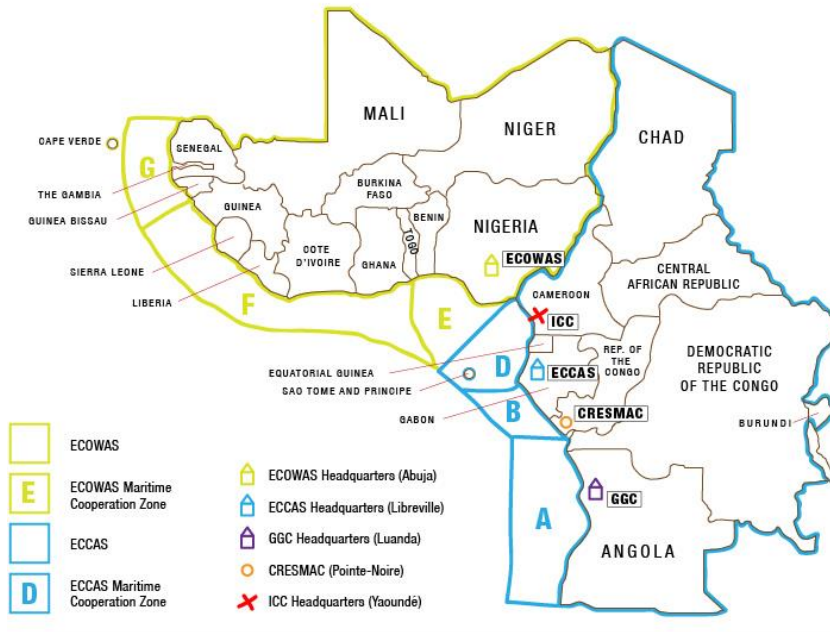 MALI
NIGER
CHAD
CAPE VERDE
SENEGAL
G
THE GAMBIA
GUINEA BISSAU
BURKINA
FASO
GUINEA
BENIN
NIGERIA
TOGO
COTE
D'IVOIRE
GHANA
ECOWAS
SIERRA LEONE
LIBERIA
F
CENTRAL
AFRICAN REPUBLIC
CAMEROON
E
ICC
REP. OF
THE
CONGO
DEMOCRATIC
REPUBLIC
OF THE CONGO
EQUATORIAL GUINEA
D
ECCAS
SAO TOME AND PRINCIPE
GABON
B
CRESMAC
BURUNDI
ECOWAS
E
ECOWAS Maritime
Cooperation Zone
ECCAS
D
ECCAS Maritime
Cooperation Zone
ECOWAS Headquarters (Abuja)
ECCAS Headquarters (Libreville)
GGC Headquarters (Luanda)
CRESMAC (Pointe-Noire)
ICC Headquarters (Yaoundé)
A
GGC
ANGOLA